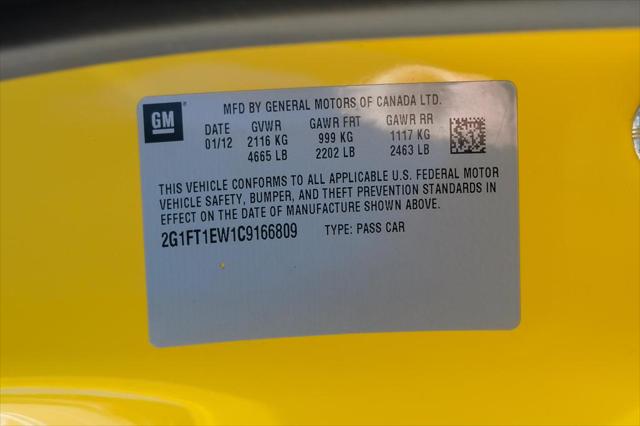 MFD BY GENERAL MOTORS OF CANADA LTD.
GM ®
DATE GVWR GAWR FRT GAWR RR
01/12 2116 KG 999 KG 1117 KG
4665 LB 2202 LB 2463 LB
THIS VEHICLE CONFORMS TO ALL APPLICABLE U.S. FEDERAL MOTOR
VEHICLE SAFETY, BUMPER, AND THEFT PREVENTION STANDARDS IN
EFFECT ON THE DATE OF MANUFACTURE SHOWN ABOVE.
2G1FT1EW1C9166809 TYPE: PASS CAR